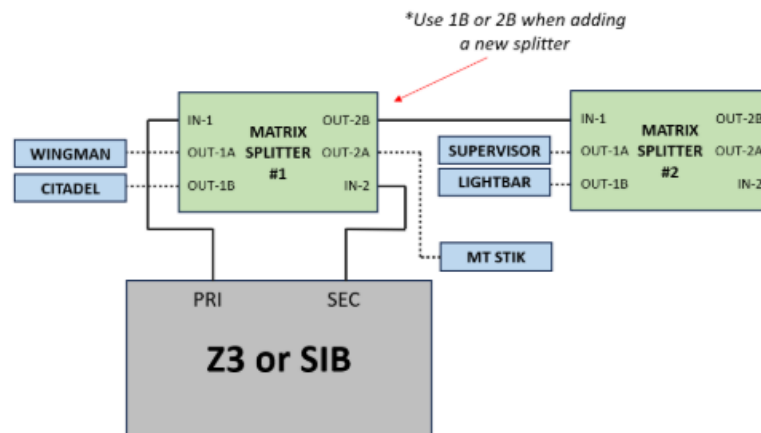 *Use 1B or 2B when adding
a new splitter
IN-1
OUT-2B
MATRIX
SPLITTER
#1
OUT-1A
OUT-2A
OUT-1B
IN-2
WINGMAN
CITADEL
IN-1
OUT-2B
MATRIX
SPLITTER
#2
OUT-1A
OUT-2A
OUT-1B
IN-2
SUPERVISOR
LIGHTBAR
MT STIK
PRI
SEC
Z3 or SIB